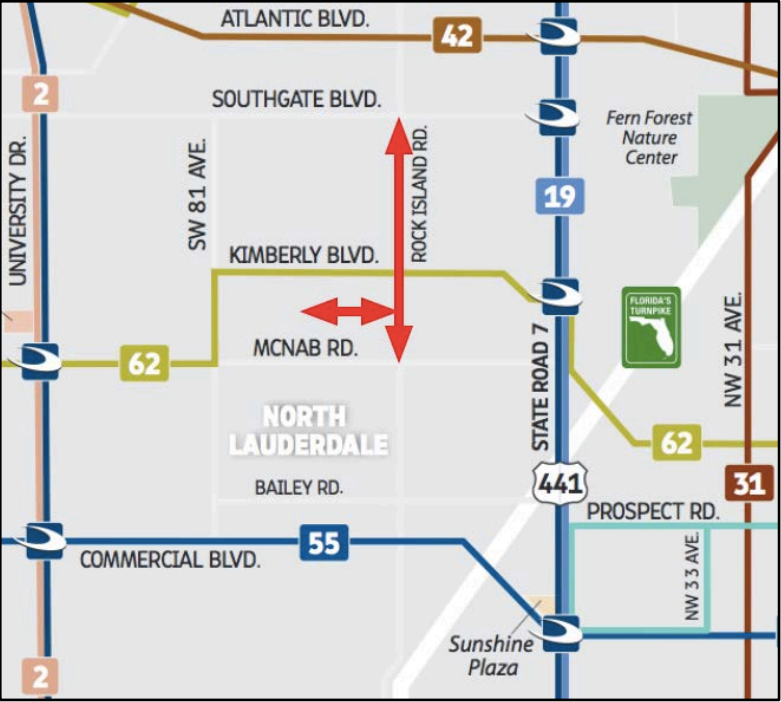 ATLANTIC BLVD.
42
2
SOUTHGATE BLVD.
Fern Forest
Nature
Center
UNIVERSITY DR.
SW 81 AVE.
ROCK ISLAND RD.
19
KIMBERLY BLVD.
FLORIDA'S
TURNPIKE
NW 31 AVE.
MCNAB RD.
62
STATE ROAD 7
NORTH
LAUDERDALE
62
BAILEY RD.
441
31
PROSPECT RD.
55
COMMERCIAL BLVD.
NW 33 AVE.
Sunshine
Plaza
2